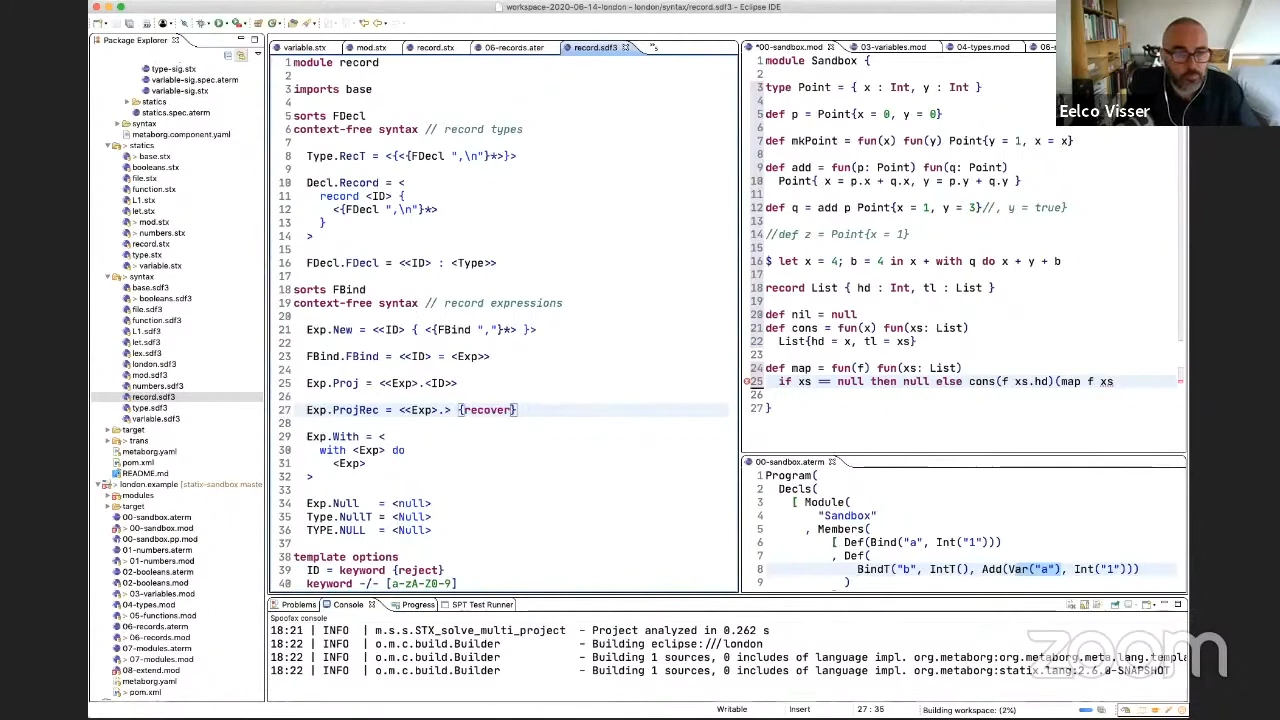 workspace-2020-06-14-london - london/syntax/record.sdf3 - Eclipse IDE
Package Explorer
type-sig.stx
variable-sig.spec.aterm
variable-sig.stx
statics
statics.spec.aterm
syntax
metaborg.component.yaml
statics
base.stx
booleans.stx
file.stx
function.stx
L1.stx
let.stx
mod.stx
numbers.stx
record.stx
type.stx
variable.stx
syntax
base.sdf3
booleans.sdf3
file.sdf3
function.sdf3
L1.sdf3
let.sdf3
lex.sdf3
london.sdf3
mod.sdf3
numbers.sdf3
record.sdf3
type.sdf3
variable.sdf3
target
trans
metaborg.yaml
pom.xml
README.md
london.example [statix-sandbox maste
modules
target
00-sandbox.aterm
00-sandbox.mod
00-sandbox.pp.mod
01-numbers.aterm
01-numbers.mod
02-booleans.aterm
02-booleans.mod
03-variables.mod
04-types.mod
05-functions.mod
06-records.aterm
06-records.mod
07-modules.aterm
07-modules.mod
08-extend.mod
metaborg.yaml
pom.xml
variable.stx mod.stx record.stx 06-records.ater record.sdf3
1 module record
2
3 imports base
4
5 sorts FDecl
6 context-free syntax // record types
7
8 Type.RecT = <{<{FDecl ",\n"}*>}>
9
10 Decl.Record = <
11 record <ID> {
12 <{FDecl ",\n"}*>
13 }
14 >
15
16 FDecl.FDecl = <<ID> : <Type>>
17
18 sorts FBind
19 context-free syntax // record expressions
20
21 Exp.New = <<ID> { <{FBind ","}*> }>
22
23 FBind.FBind = <<ID> = <Exp>>
24
25 Exp.Proj = <<Exp>.<ID>>
26
27 Exp.ProjRec = <<Exp>.> {recover}
28
29 Exp.With = <
30 with <Exp> do
31 <Exp>
32 >
33
34 Exp.Null = <null>
35 Type.NullT = <Null>
36 TYPE.NULL = <Null>
37
38 template options
39 ID = keyword {reject}
40 keyword -/- [a-zA-Z0-9]
*00-sandbox.mod 03-variables.mod 04-types.mod 06-
1 module Sandbox {
2
3 type Point = { x : Int, y : Int }
4
5 def p = Point{x = 0, y = 0}
6
7 def mkPoint = fun(x) fun(y) Point{y = 1, x = x}
8
9 def add = fun(p: Point) fun(q: Point)
10 Point{ x = p.x + q.x, y = p.y + q.y }
11
12 def q = add p Point{x = 1, y = 3}//, y = true}
13
14 //def z = Point{x = 1}
15
16 $ let x = 4; b = 4 in x + with q do x + y + b
17
18 record List { hd : Int, tl : List }
19
20 def nil = null
21 def cons = fun(x) fun(xs: List)
22 List{hd = x, tl = xs}
23
24 def map = fun(f) fun(xs: List)
25 if xs == null then null else cons(f xs.hd)(map f xs
26
27 }
00-sandbox.aterm
1 Program(
2 Decls(
3 [ Module(
4 "Sandbox"
5 , Members(
6 [ Def(Bind("a", Int("1")))
7 , Def(
8 BindT("b", IntT(), Add(Var("a"), Int("1")))
9 )
Problems Console Progress SPT Test Runner
Spoofax console
18:21 | INFO | m.s.s.STX_solve_multi_project - Project analyzed in 0.262 s
18:22 | INFO | o.m.c.build.Builder - Building eclipse:///london
18:22 | INFO | o.m.c.build.Builder - Building 1 sources, 0 includes of language impl. org.metaborg:org.metaborg.meta.lang.templa
18:22 | INFO | o.m.c.build.Builder - Building 1 sources, 0 includes of language impl. org.metaborg:statix.lang:2.6.0-SNAPSHOT
Writable Insert 27 : 35 Building workspace: (2%)
Eelco Visser
zoom